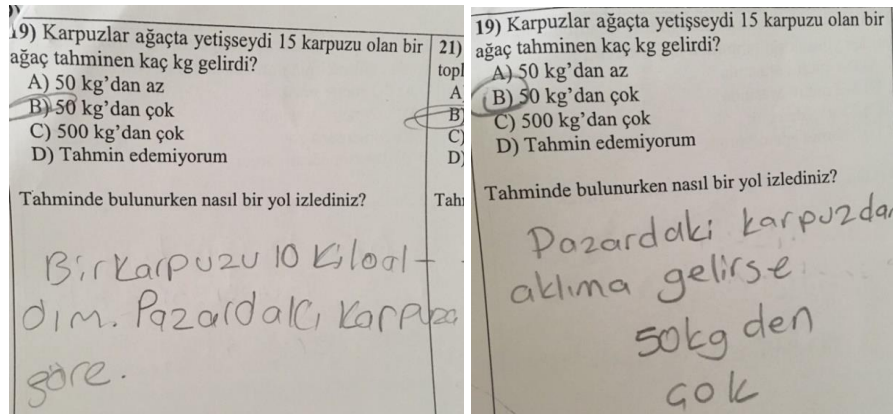 19) Karpuzlar ağaçta yetişseydi 15 karpuzu olan bir
ağaç tahminen kaç kg gelirdi?
A) 50 kg'dan az
B) 50 kg'dan çok
C) 500 kg'dan çok
D) Tahmin edemiyorum
Tahminde bulunurken nasıl bir yol izlediniz?
Bir karpuzu 10 kilo al-
dım. Pazardaki karpuza
göre.
21)
topl
A
B)
C)
D)
Tah
19) Karpuzlar ağaçta yetişseydi 15 karpuzu olan bir
ağaç tahminen kaç kg gelirdi?
A) 50 kg'dan az
B) 50 kg'dan çok
C) 500 kg'dan çok
D) Tahmin edemiyorum
Tahminde bulunurken nasıl bir yol izlediniz?
Pazardaki karpuzdan
aklıma gelirse
50kg den
çok